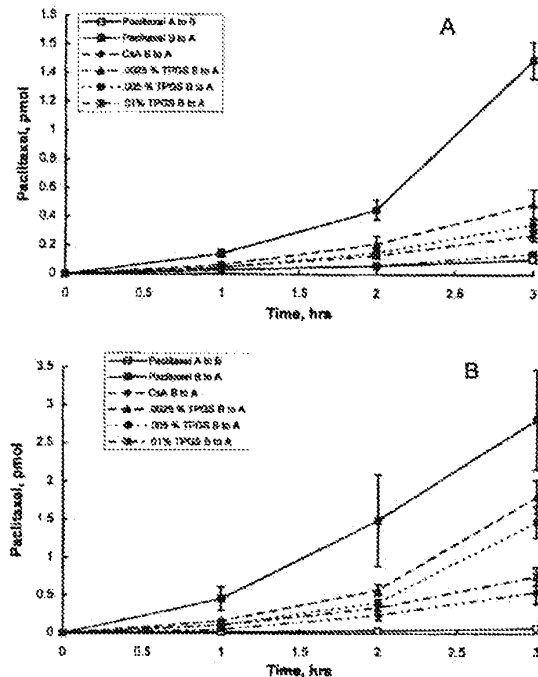 A
Paclitaxel A to B
Paclitaxel B to A
CsA B to A
.0025 % TPGS B to A
.005 % TPGS B to A
.01% TPGS B to A
1.8
1.6
1.4
1.2
1
0.8
0.6
0.4
0.2
0
Paclitaxel, pmol
0 0.5 1 1.5 2 2.5 3
Time, hrs
B
Paclitaxel A to B
Paclitaxel B to A
CsA B to A
.0025 % TPGS B to A
.005 % TPGS B to A
.01% TPGS B to A
3.5
3
2.5
2
1.5
1
0.5
0
Paclitaxel, pmol
0 0.5 1 1.5 2 2.5 3
Time, hrs